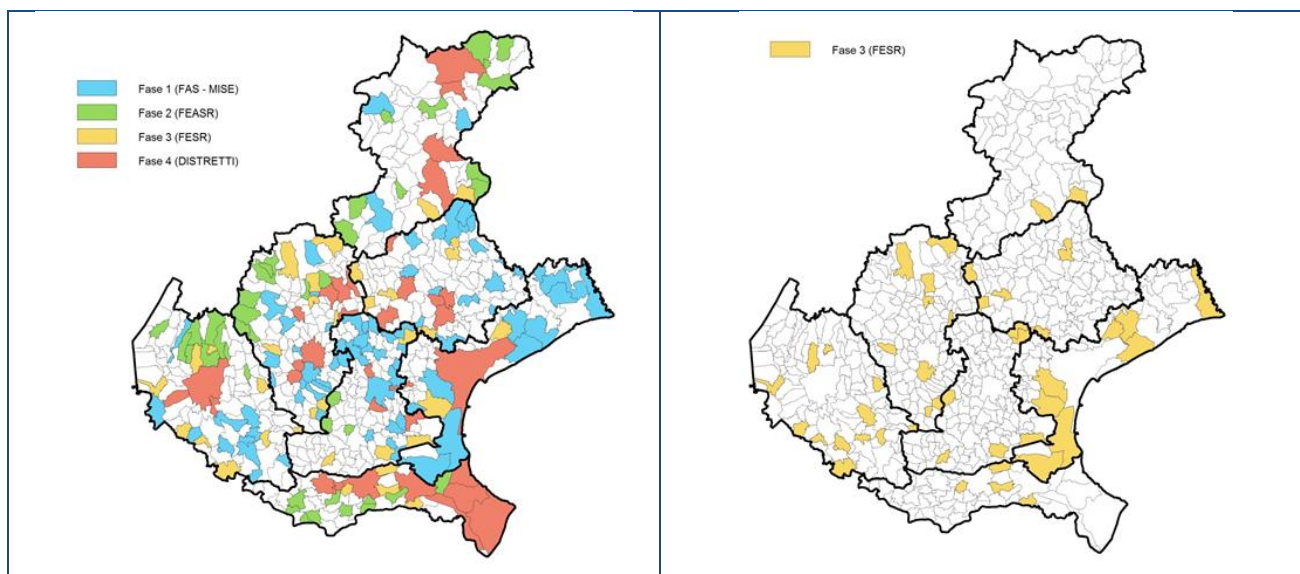 Fase 1 (FAS - MISE)
Fase 2 (FEASR)
Fase 3 (FESR)
Fase 4 (DISTRETTI)
Fase 3 (FESR)